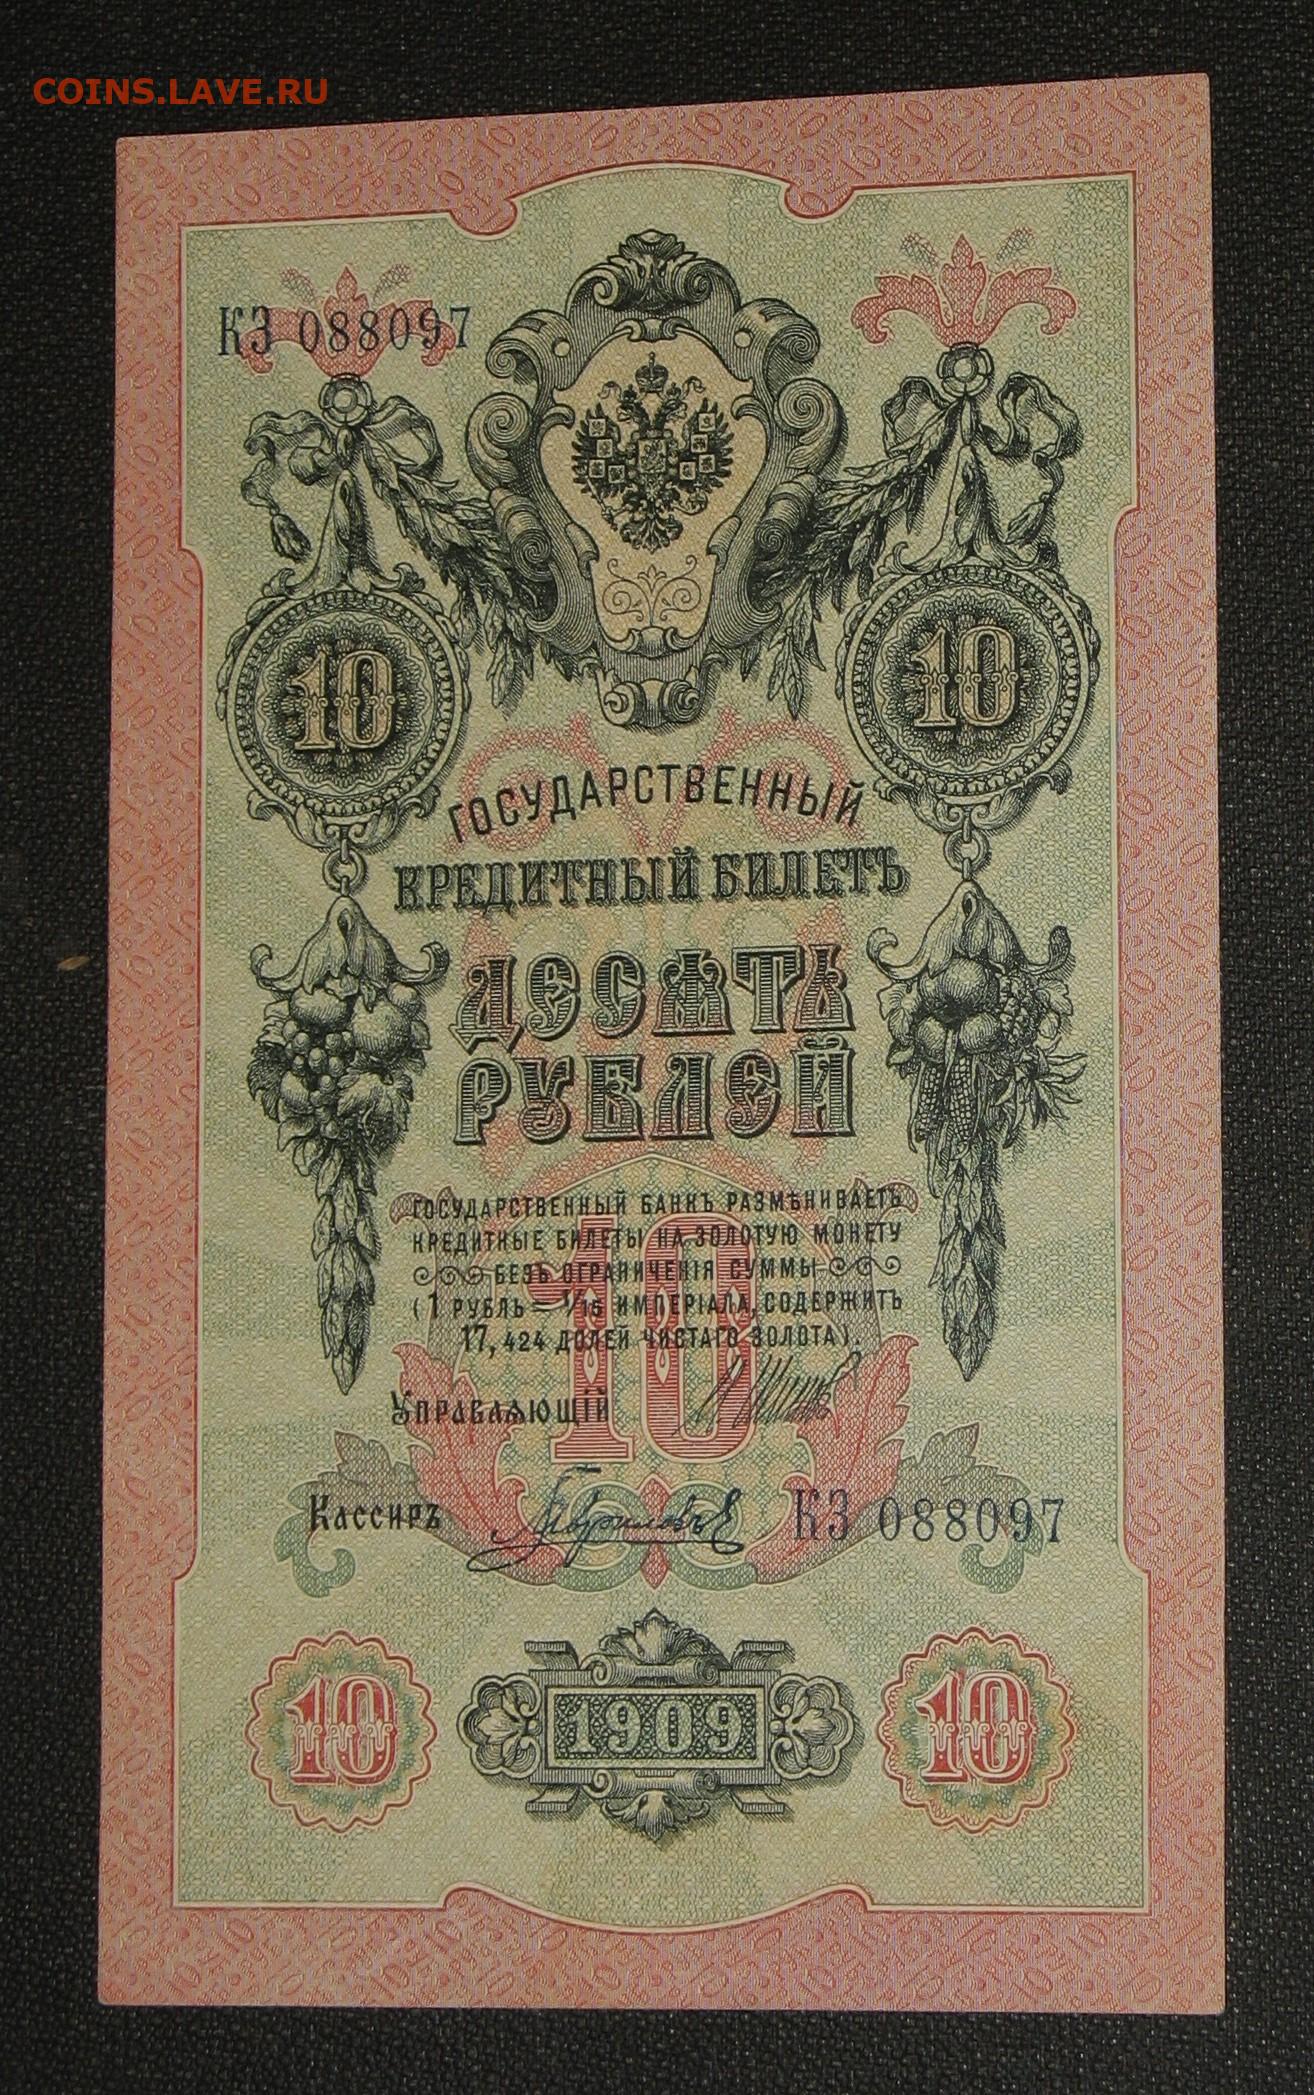 COINS.LAVE.RU
КЗ 088097
10 10
ГОСУДАРСТВЕННЫЙ
КРЕДИТНЫЙ БИЛЕТЪ
ДЕСѦТЬ
РУБЛЕЙ
ГОСУДАРСТВЕННЫЙ БАНКЪ РАЗМѢНИВАЕТЪ
КРЕДИТНЫЕ БИЛЕТЫ НА ЗОЛОТУЮ МОНЕТУ
БЕЗЪ ОГРАНИЧЕНІЯ СУММЫ
(1 РУБЛЬ = 1/15 ИМПЕРІАЛА, СОДЕРЖИТЪ
17,424 ДОЛЕЙ ЧИСТАГО ЗОЛОТА).
10
УПРАВЛѦЮЩІЙ
КАССИРЪ
КЗ 088097
10 1909 10